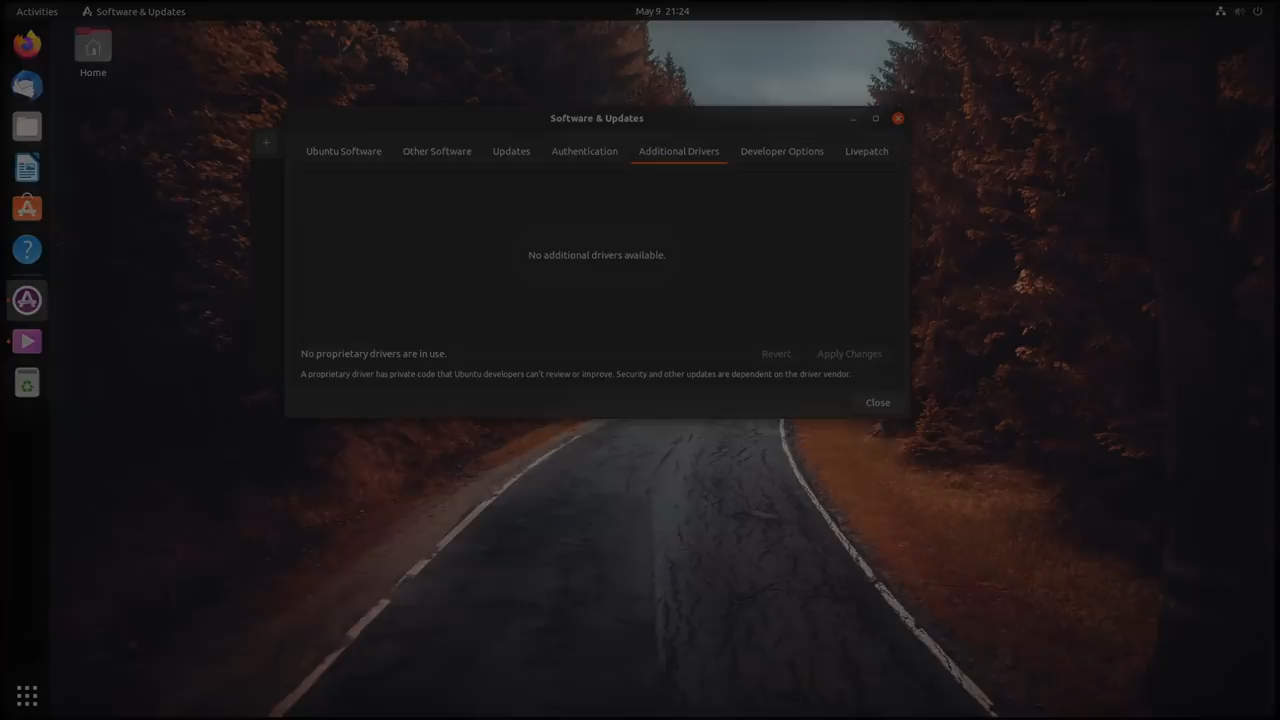 Activities
Software & Updates
May 9 21:24
Home
Software & Updates
Ubuntu Software
Other Software
Updates
Authentication
Additional Drivers
Developer Options
Livepatch
No additional drivers available.
No proprietary drivers are in use.
Revert
Apply Changes
A proprietary driver has private code that Ubuntu developers can't review or improve. Security and other updates are dependent on the driver vendor.
Close